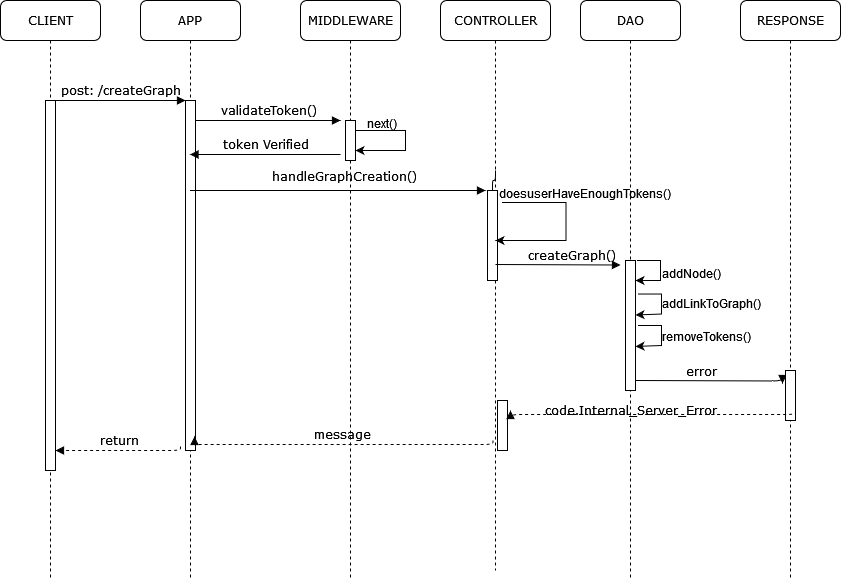 CLIENT
APP
MIDDLEWARE
CONTROLLER
DAO
RESPONSE
post: /createGraph
validateToken()
next()
token Verified
handleGraphCreation()
doesuserHaveEnoughTokens()
createGraph()
addNode()
addLinkToGraph()
removeTokens()
error
code.Internal_Server_Error
message
return